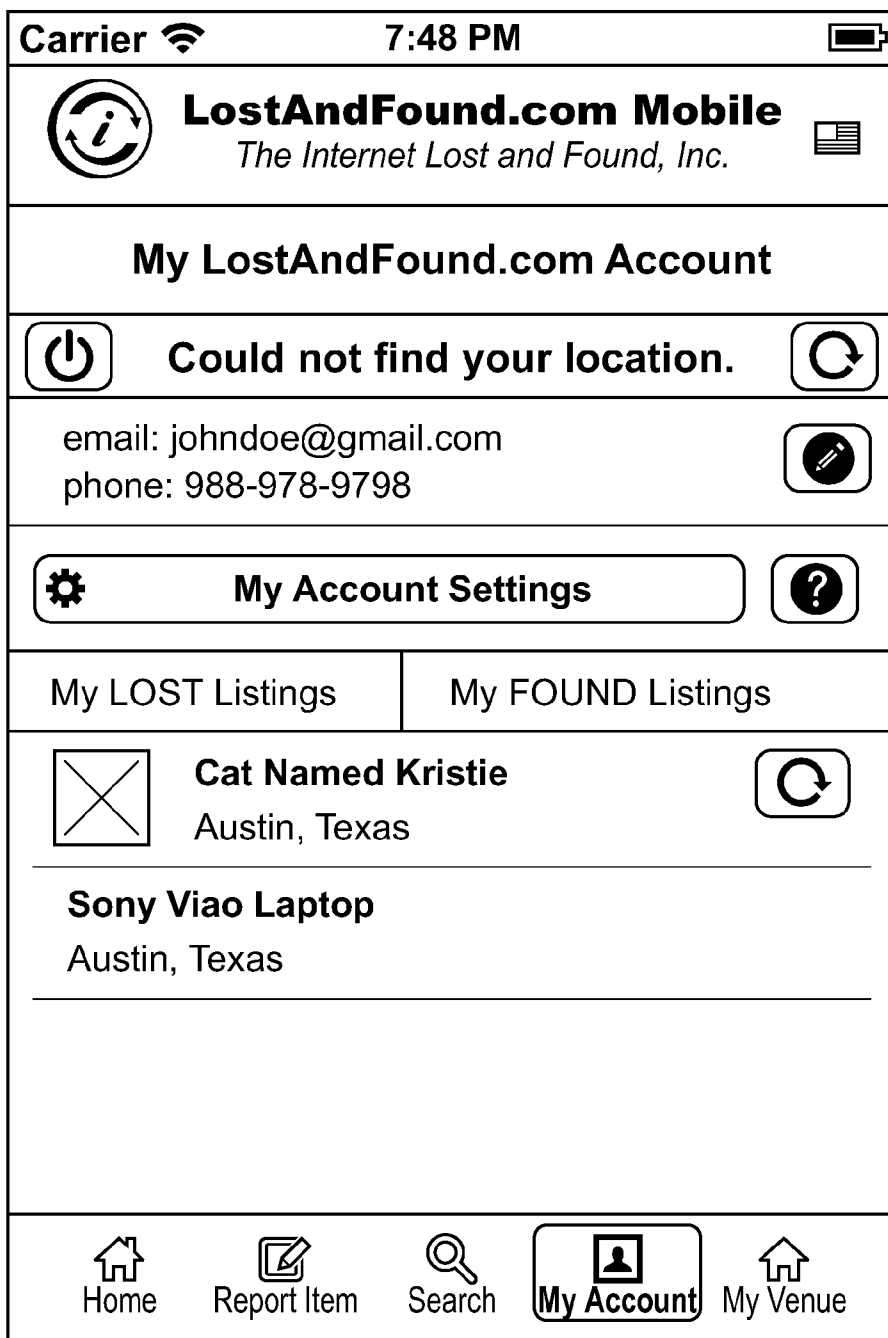 Carrier 7:48 PM
LostAndFound.com Mobile
The Internet Lost and Found, Inc.
My LostAndFound.com Account
Could not find your location.
email: johndoe@gmail.com
phone: 988-978-9798
My Account Settings ?
My LOST Listings My FOUND Listings
Cat Named Kristie
Austin, Texas
Sony Viao Laptop
Austin, Texas
Home Report Item Search My Account My Venue